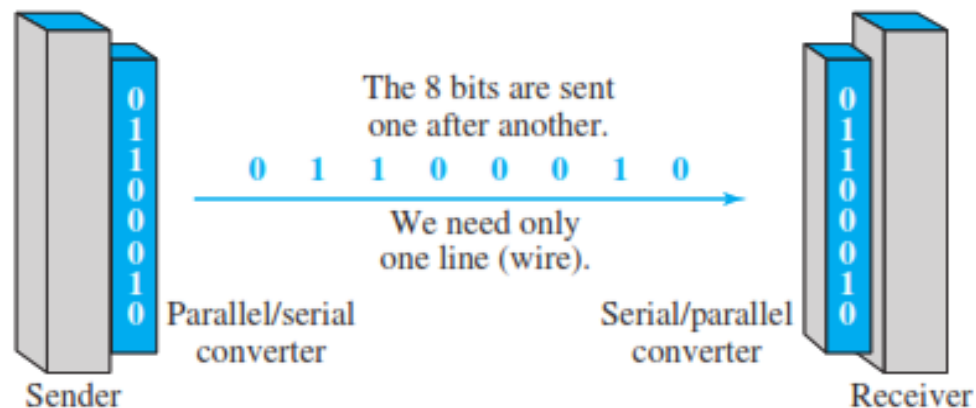 The 8 bits are sent
one after another.
0 1 1 0 0 0 1 0
We need only
one line (wire).
0
1
1
0
0
0
1
0
Parallel/serial
converter
Sender
0
1
1
0
0
0
1
0
Serial/parallel
converter
Receiver